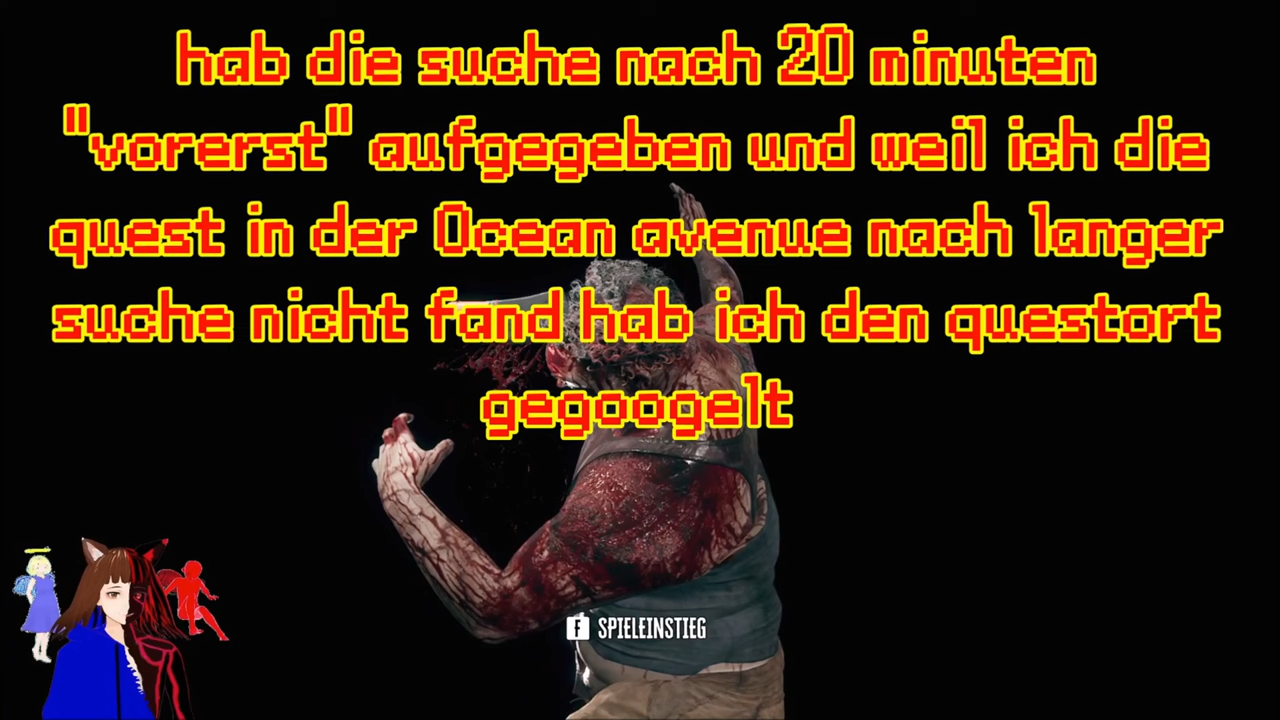 hab die suche nach 20 minuten
"vorerst" aufgegeben und weil ich die
quest in der Ocean avenue nach langer
suche nicht fand hab ich den questort
gegoogelt
F SPIELEINSTIEG